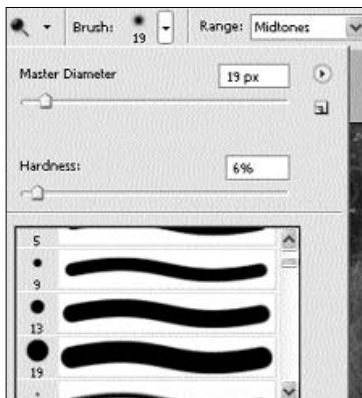 Brush: 19 Range: Midtones
Master Diameter 19 px
Hardness: 6%
5
9
13
19